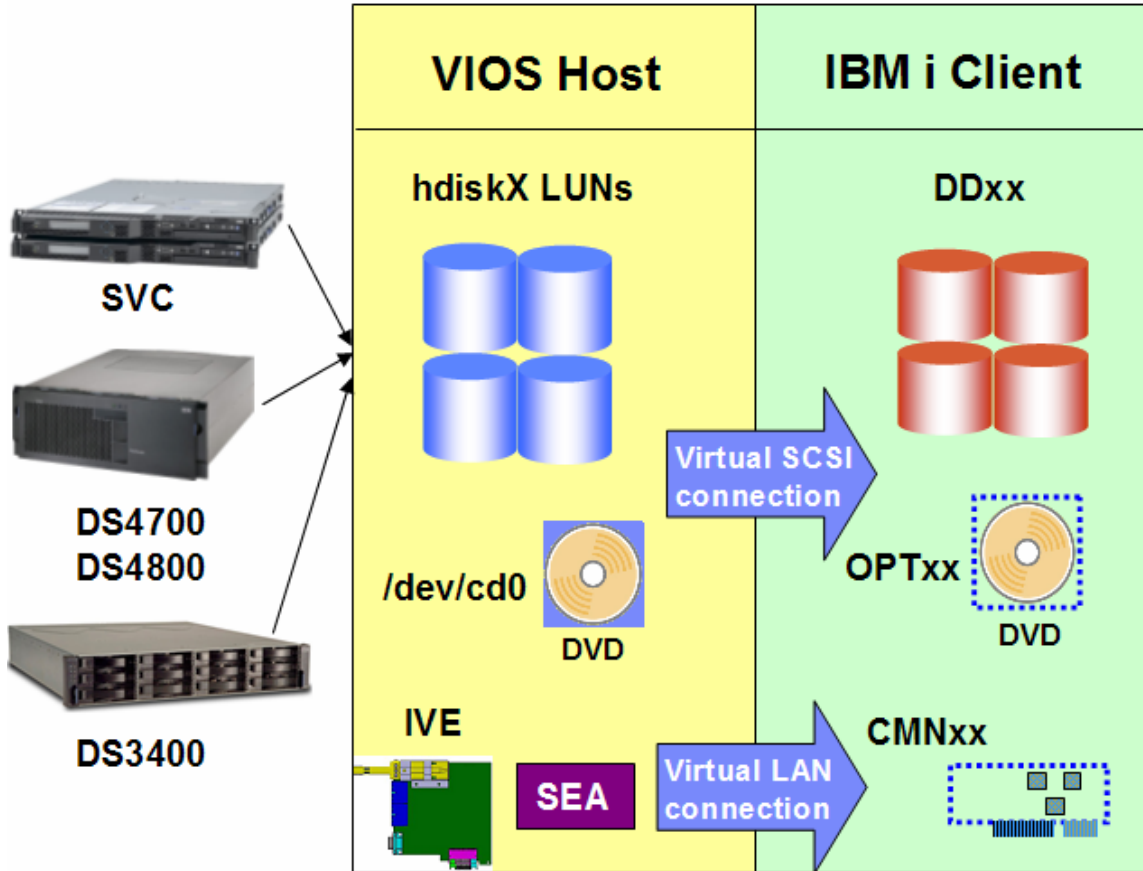 VIOS Host
IBM i Client
hdiskX LUNs
DDxx
SVC
Virtual SCSI
connection
DS4700
DS4800
/dev/cd0
DVD
OPTxx
DVD
DS3400
IVE
SEA
Virtual LAN
connection
CMNxx